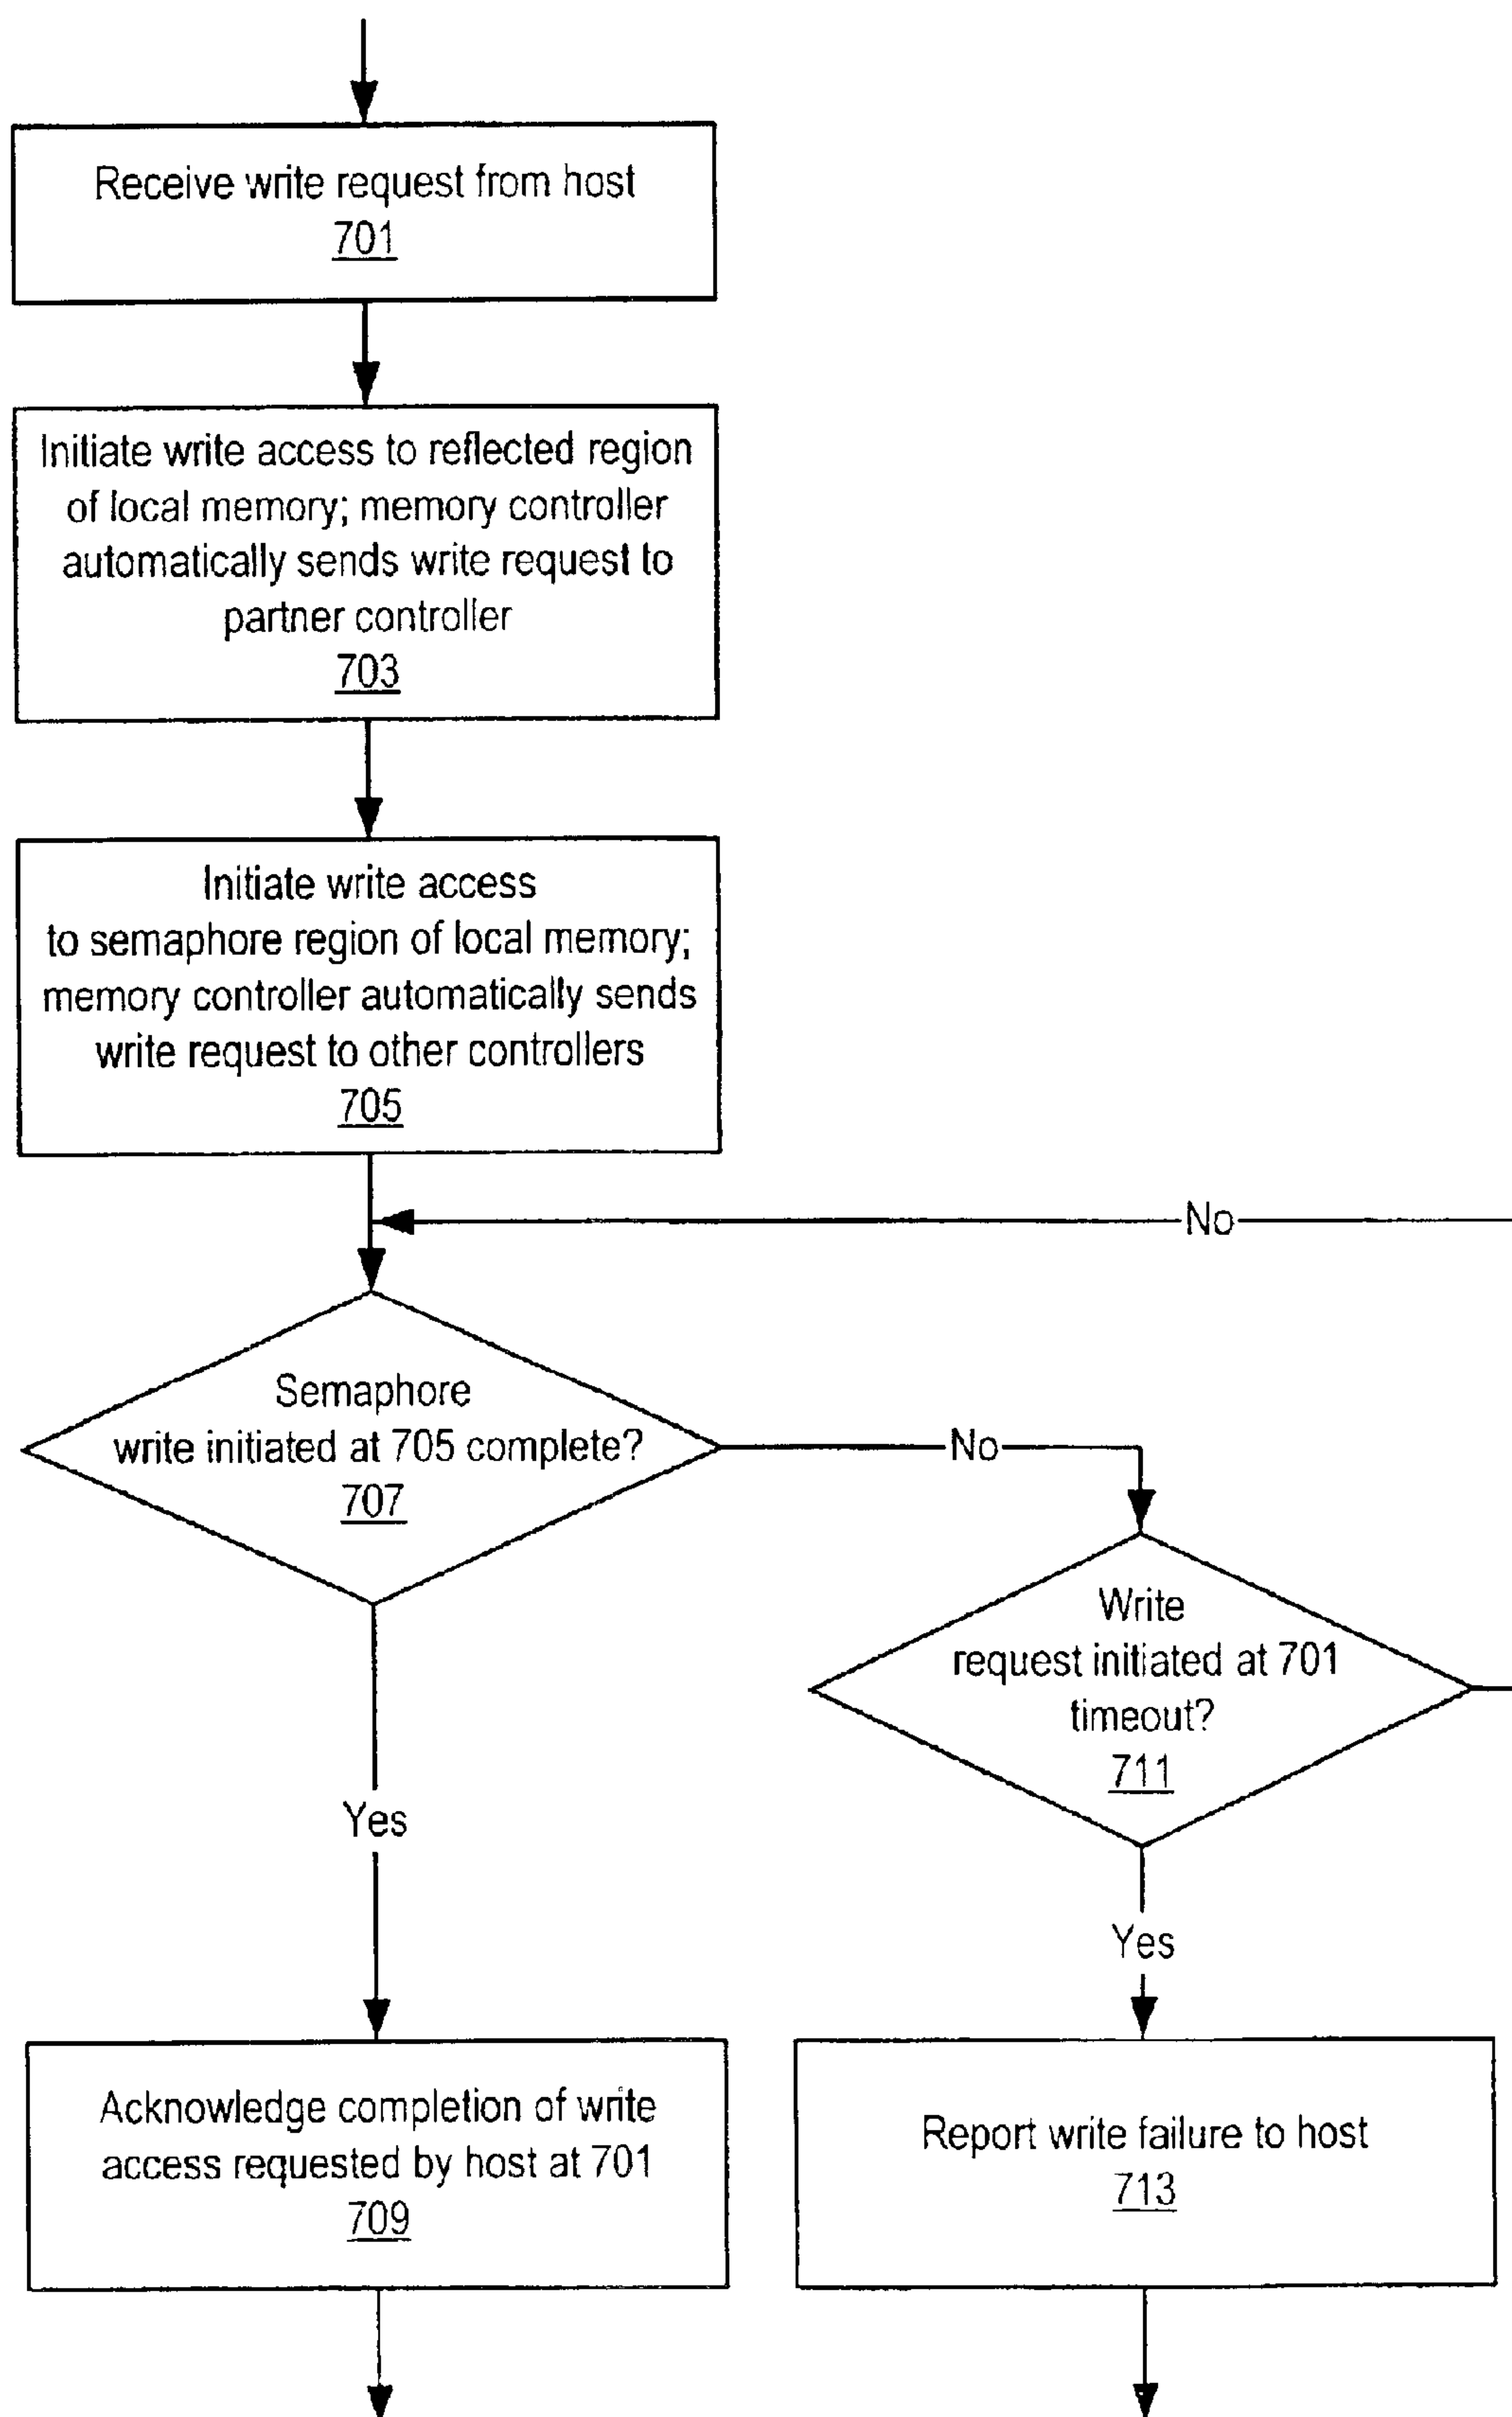 Receive write request from host
701
Initiate write access to reflected region
of local memory; memory controller
automatically sends write request to
partner controller
703
Initiate write access
to semaphore region of local memory;
memory controller automatically sends
write request to other controllers
705
No
Semaphore
write initiated at 705 complete?
707
No
Write
request initiated at 701
timeout?
711
Yes
Yes
Acknowledge completion of write
access requested by host at 701
709
Report write failure to host
713